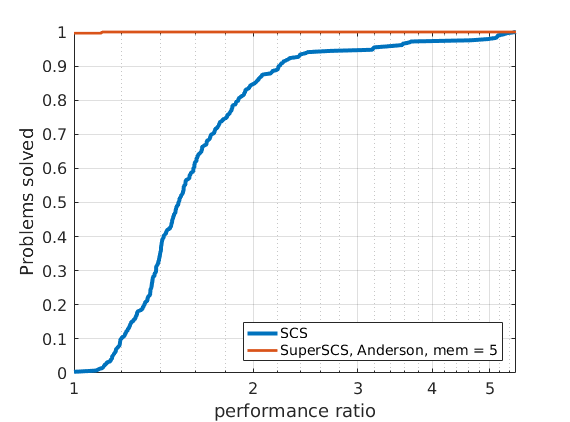 1
0.9
0.8
0.7
0.6
0.5
0.4
0.3
0.2
0.1
0
Problems solved
SCS
SuperSCS, Anderson, mem = 5
1 2 3 4 5
performance ratio